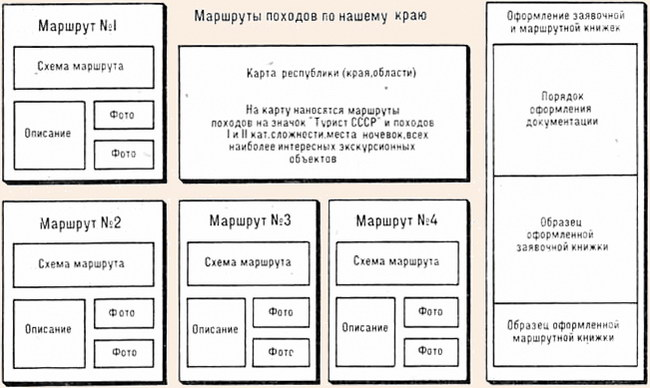 Маршрут №1
Схема маршрута
Описание
Фото
Фото
Маршруты походов по нашему краю
Карта республики (края,области)
На карту наносятся маршруты
походов на значок "Турист СССР" и походов
I и II кат.сложности,места ночевок,всех
наиболее интересных экскурсионных
объектов
Оформление заявочной
и маршрутной книжек
Порядок
оформления
документации
Образец
оформленной
заявочной книжки
Образец оформленной
маршрутной книжки
Маршрут №2
Схема маршрута
Описание
Фото
Фото
Маршрут №3
Схема маршрута
Описание
Фото
Фото
Маршрут №4
Схема маршрута
Описание
Фото
Фото